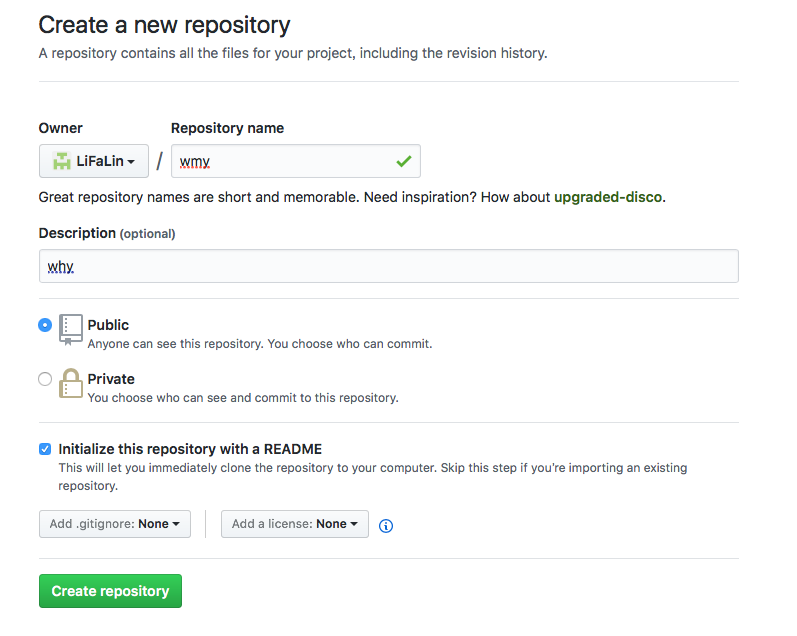 Create a new repository
A repository contains all the files for your project, including the revision history.
Owner Repository name
LiFaLin / wmy
Great repository names are short and memorable. Need inspiration? How about upgraded-disco.
Description (optional)
why
Public
Anyone can see this repository. You choose who can commit.
Private
You choose who can see and commit to this repository.
Initialize this repository with a README
This will let you immediately clone the repository to your computer. Skip this step if you're importing an existing
repository.
Add .gitignore: None Add a license: None
Create repository